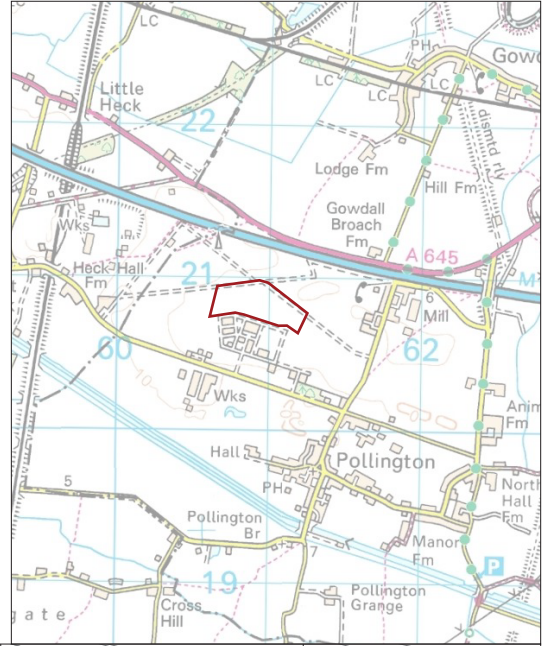 LC
PH
Gowd
LC
LC
LC
Little
Heck
22
dismtd rly
Lodge Fm
Hill Fm
Gowdall
Broach
Fm
Wks
A 645
21
M
Heck Hall
Fm
6
Mill
60
62
10
Wks
Anim
Fm
Hall
Pollington
5
PH
North
Hall
Fm
Pollington
Br
7
Manor
Fm
P
19
Pollington
Grange
Cross
Hill
gate